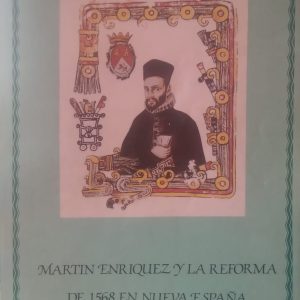 MARTIN ENRIQUEZ Y LA REFORMA
DE 1568 EN NUEVA ESPAÑA